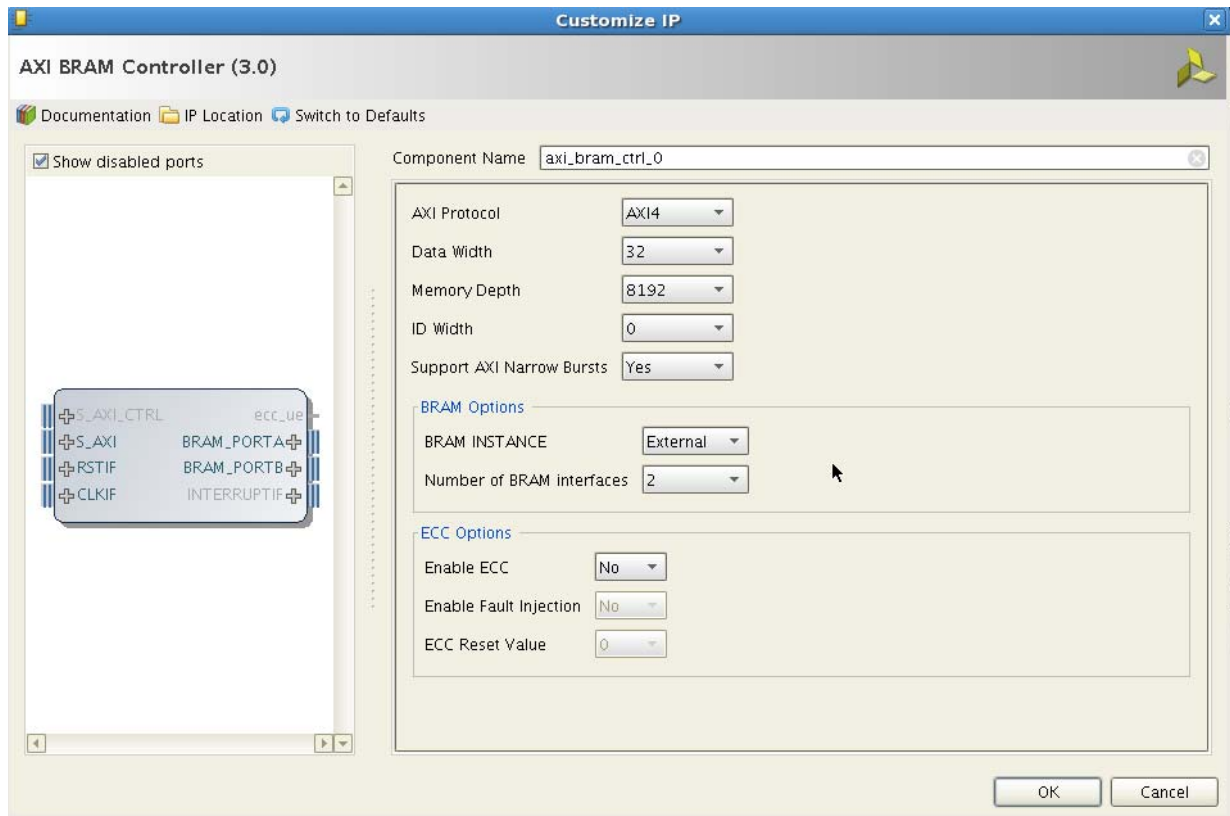 Customize IP
AXI BRAM Controller (3.0)
Documentation IP Location Switch to Defaults
Show disabled ports
S_AXI_CTRL ecc_ue
S_AXI BRAM_PORTA
RSTIF BRAM_PORTB
CLKIF INTERRUPTIF
Component Name axi_bram_ctrl_0
AXI Protocol AXI4
Data Width 32
Memory Depth 8192
ID Width 0
Support AXI Narrow Bursts Yes
BRAM Options
BRAM INSTANCE External
Number of BRAM interfaces 2
ECC Options
Enable ECC No
Enable Fault Injection No
ECC Reset Value 0
OK Cancel